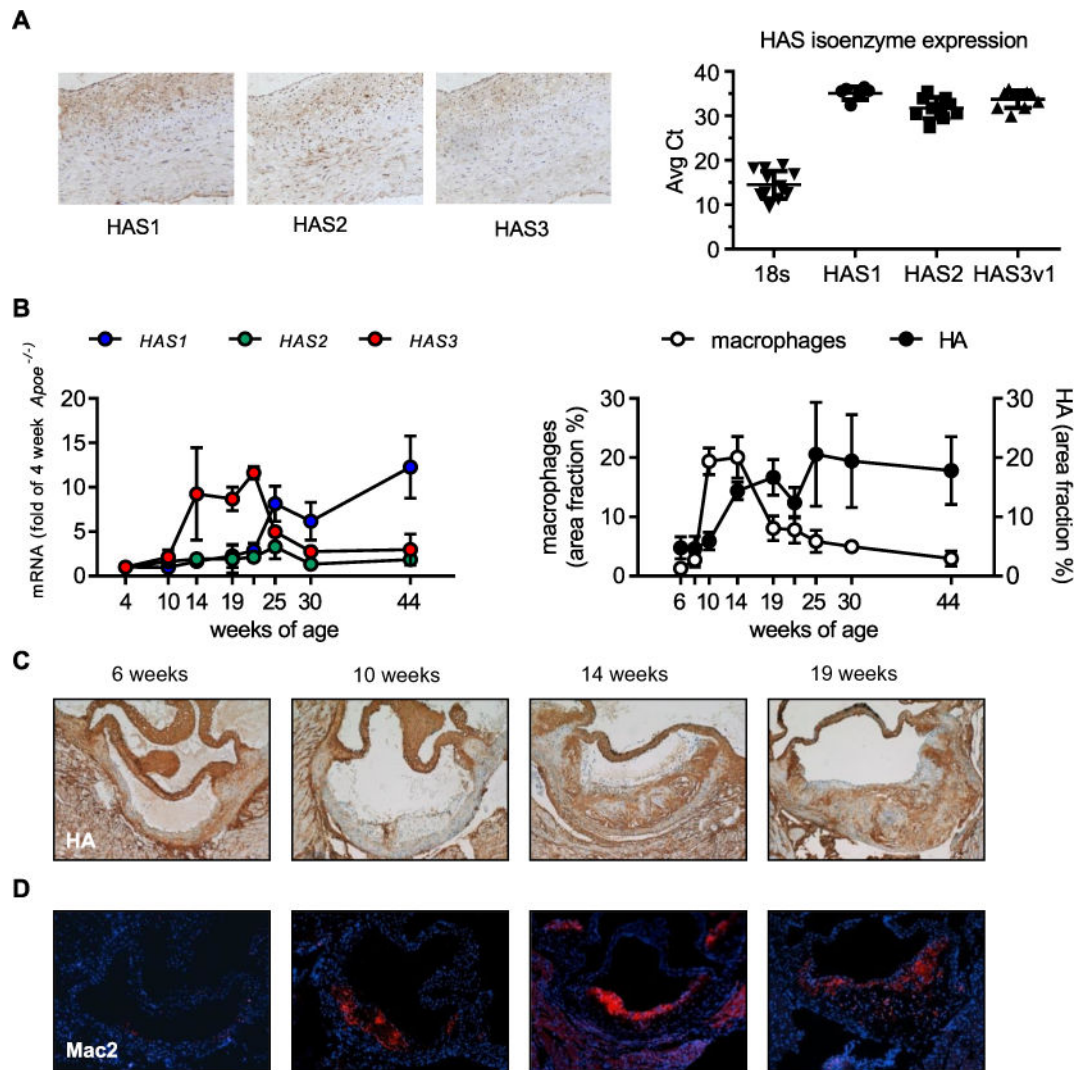 A
HAS1
HAS2
HAS3
HAS isoenzyme expression
Avg Ct
40
30
20
10
0
18s
HAS1
HAS2
HAS3v1
B
HAS1
HAS2
HAS3
mRNA (fold of 4 week Apoe-/-)
20
15
10
5
0
4
10
14
19
25
30
44
weeks of age
macrophages
HA
macrophages
(area fraction %)
30
20
10
0
6
10
14
19
25
30
44
weeks of age
30
20
10
0
HA (area fraction %)
C
6 weeks
10 weeks
14 weeks
19 weeks
HA
D
Mac2